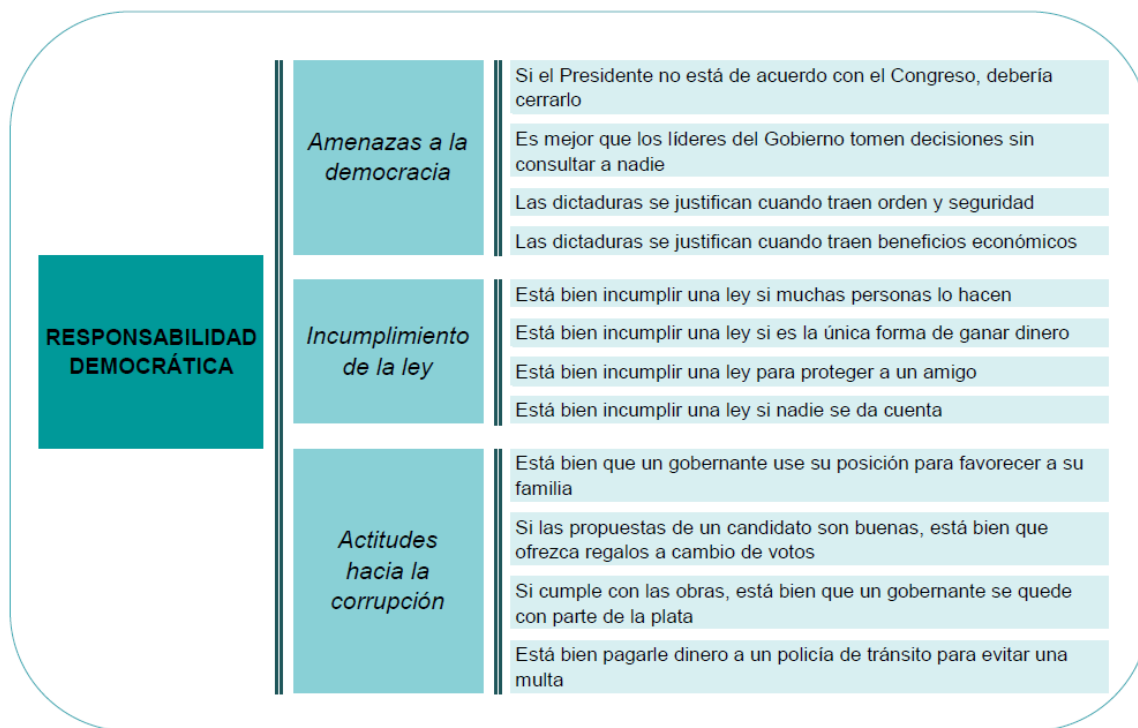 RESPONSABILIDAD
DEMOCRÁTICA
Amenazas a la
democracia
Si el Presidente no está de acuerdo con el Congreso, debería
cerrarlo
Es mejor que los líderes del Gobierno tomen decisiones sin
consultar a nadie
Las dictaduras se justifican cuando traen orden y seguridad
Las dictaduras se justifican cuando traen beneficios económicos
Incumplimiento
de la ley
Está bien incumplir una ley si muchas personas lo hacen
Está bien incumplir una ley si es la única forma de ganar dinero
Está bien incumplir una ley para proteger a un amigo
Está bien incumplir una ley si nadie se da cuenta
Actitudes
hacia la
corrupción
Está bien que un gobernante use su posición para favorecer a su
familia
Si las propuestas de un candidato son buenas, está bien que
ofrezca regalos a cambio de votos
Si cumple con las obras, está bien que un gobernante se quede
con parte de la plata
Está bien pagarle dinero a un policía de tránsito para evitar una
multa